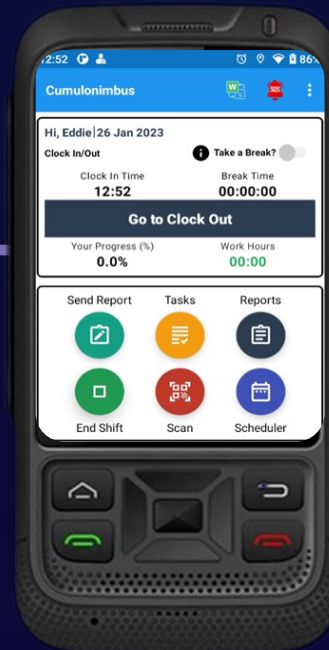 12:52 86%
Cumulonimbus W SOS
Hi, Eddie|26 Jan 2023
Clock In/Out i Take a Break?
Clock In Time Break Time
12:52 00:00:00
Go to Clock Out
Your Progress (%) Work Hours
0.0% 00:00
Send Report Tasks Reports
End Shift Scan Scheduler